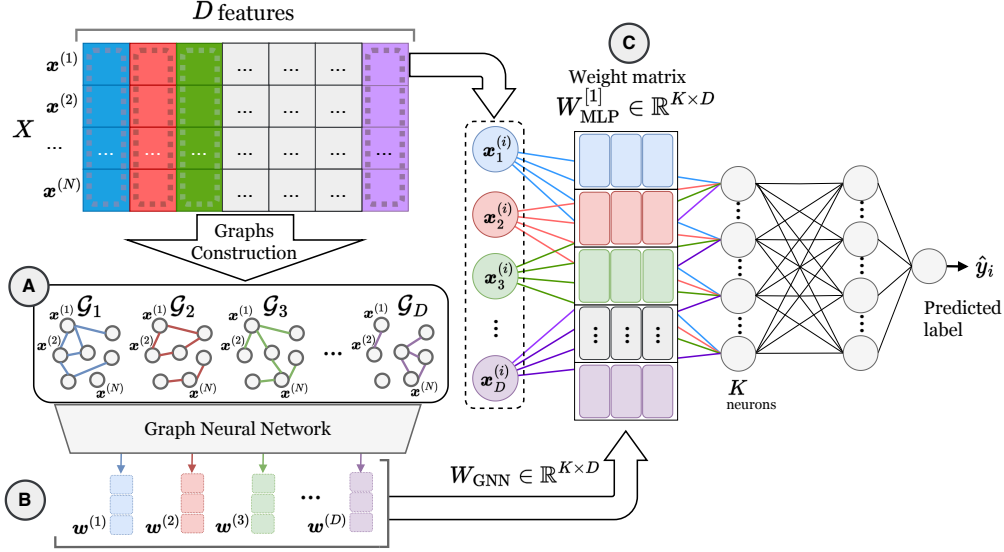 D features
x^(1)
x^(2)
X
...
x^(N)
... ... ...
... ... ...
... ... ... ... ... ... ...
... ... ...
Graphs
Construction
C
Weight matrix
W_MLP^[1] ∈ ℝ^{K×D}
x_1^(i)
x_2^(i)
x_3^(i)
⋮
x_D^(i)
ŷ_i
Predicted
label
K
neurons
A
x^(1) 𝒢_1
x^(2)
x^(N)
𝒢_2
x^(1)
x^(2)
x^(N)
x^(1) 𝒢_3
x^(2)
x^(N)
...
𝒢_D
x^(1)
x^(2)
x^(N)
Graph Neural Network
B
w^(1)
w^(2)
w^(3)
...
w^(D)
W_GNN ∈ ℝ^{K×D}